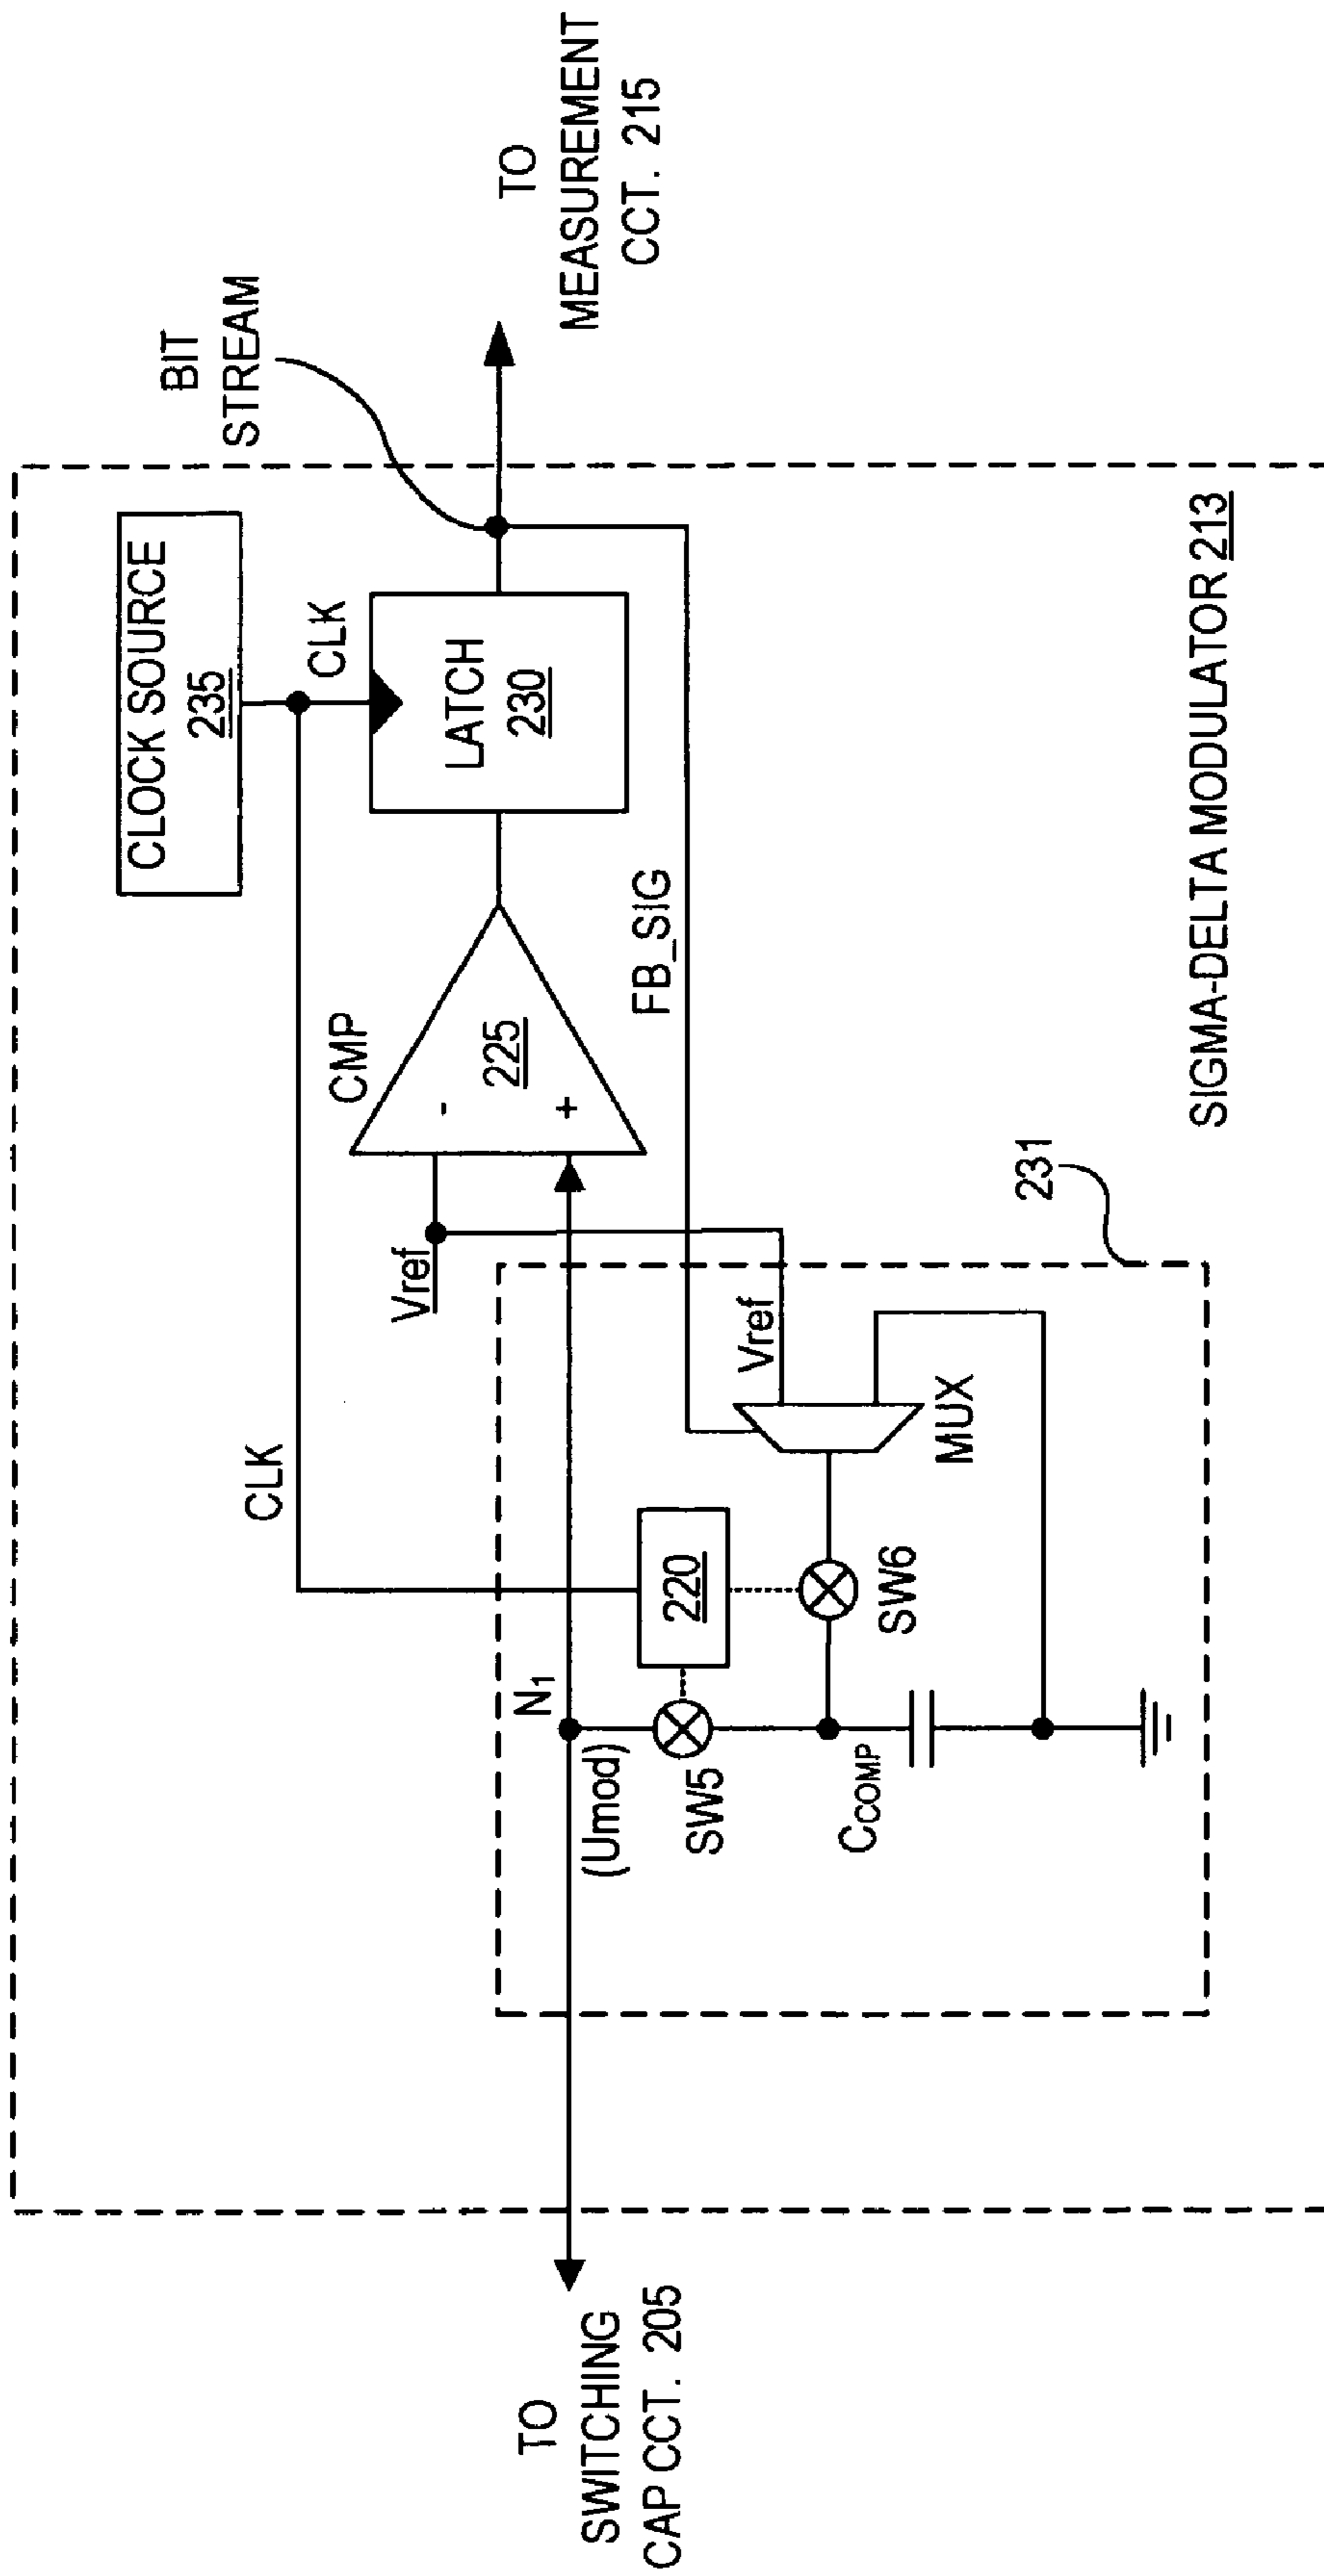 CLOCK SOURCE
235
BIT
STREAM
CLK
CLK
CMP
LATCH
230
Vref
-
225
+
TO
MEASUREMENT
CCT. 215
N1
(Umod)
FB_SIG
TO
SWITCHING
CAP CCT. 205
220
SW5
Vref
SW6
MUX
CCOMP
231
SIGMA-DELTA MODULATOR 213